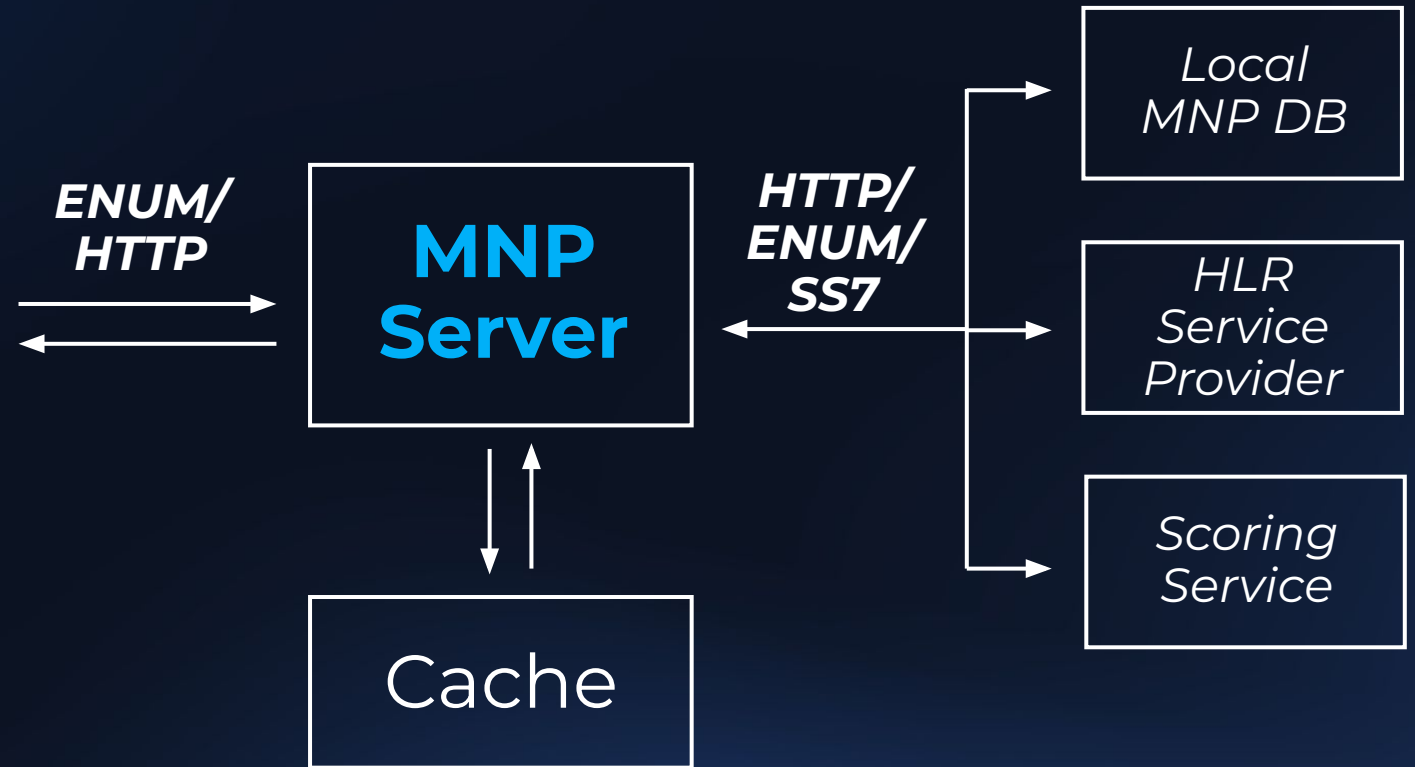 ENUM/
HTTP
MNP
Server
HTTP/
ENUM/
SS7
Local
MNP DB
HLR
Service
Provider
Scoring
Service
Cache